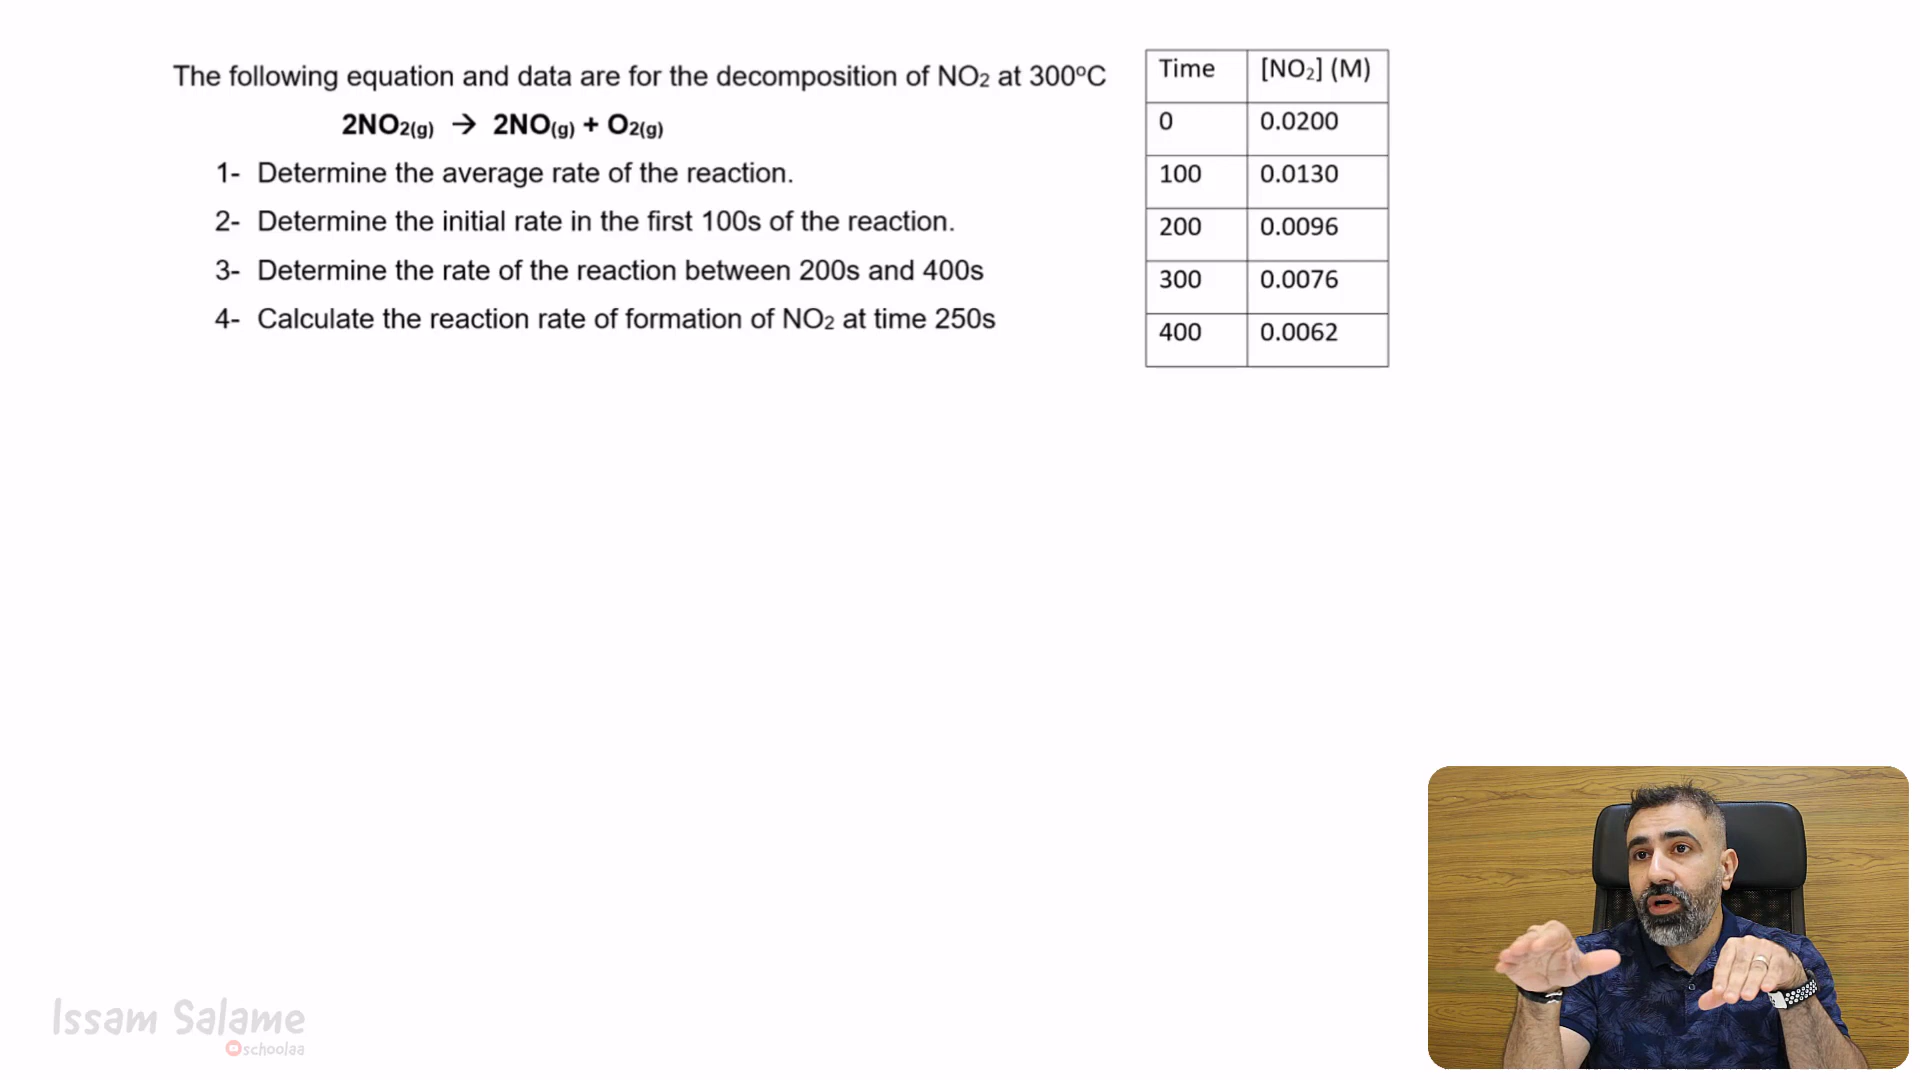 The following equation and data are for the decomposition of NO₂ at 300°C
2NO₂(g) → 2NO(g) + O₂(g)
1- Determine the average rate of the reaction.
2- Determine the initial rate in the first 100s of the reaction.
3- Determine the rate of the reaction between 200s and 400s
4- Calculate the reaction rate of formation of NO₂ at time 250s
Time [NO₂] (M)
0 0.0200
100 0.0130
200 0.0096
300 0.0076
400 0.0062
Issam Salame
schoolaa